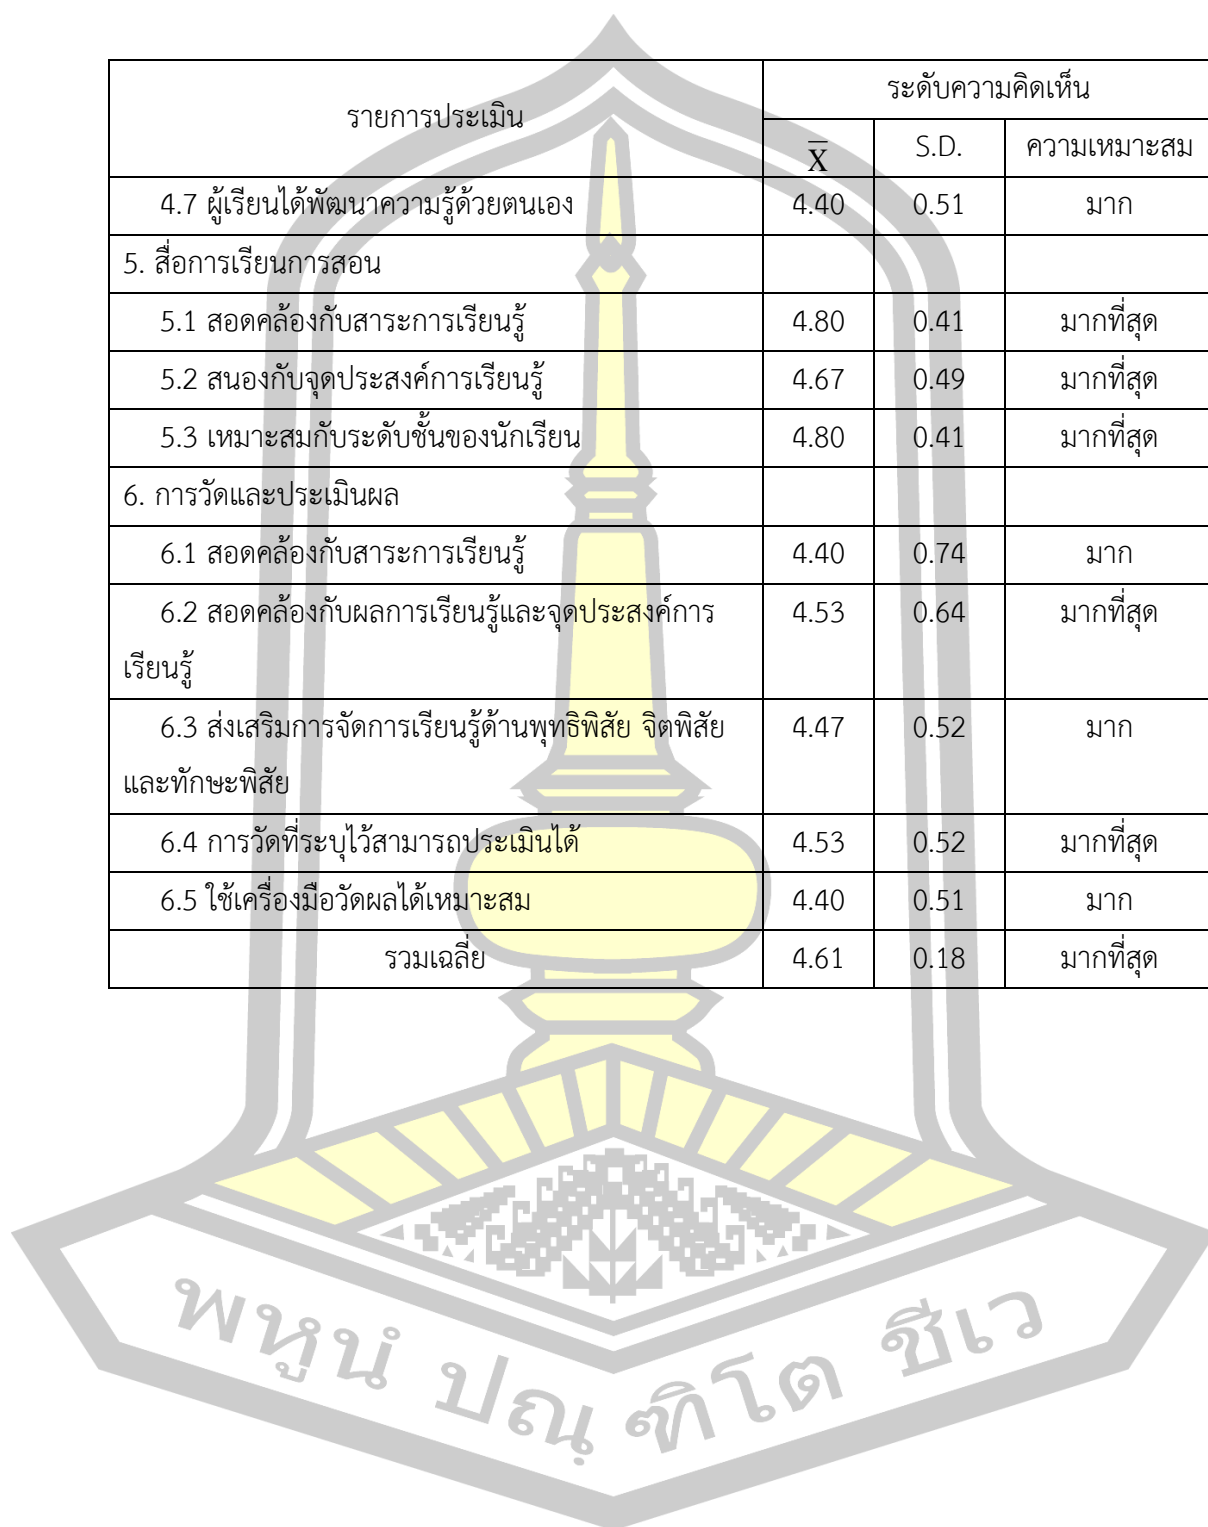 รายการประเมิน ระดับความคิดเห็น
X̅ S.D. ความเหมาะสม
4.7 ผู้เรียนได้พัฒนาความรู้ด้วยตนเอง 4.40 0.51 มาก
5. สื่อการเรียนการสอน
5.1 สอดคล้องกับสาระการเรียนรู้ 4.80 0.41 มากที่สุด
5.2 สนองกับจุดประสงค์การเรียนรู้ 4.67 0.49 มากที่สุด
5.3 เหมาะสมกับระดับชั้นของนักเรียน 4.80 0.41 มากที่สุด
6. การวัดและประเมินผล
6.1 สอดคล้องกับสาระการเรียนรู้ 4.40 0.74 มาก
6.2 สอดคล้องกับผลการเรียนรู้และจุดประสงค์การ 4.53 0.64 มากที่สุด
เรียนรู้
6.3 ส่งเสริมการจัดการเรียนรู้ด้านพุทธิพิสัย จิตพิสัย 4.47 0.52 มาก
และทักษะพิสัย
6.4 การวัดที่ระบุไว้สามารถประเมินได้ 4.53 0.52 มากที่สุด
6.5 ใช้เครื่องมือวัดผลได้เหมาะสม 4.40 0.51 มาก
รวมเฉลี่ย 4.61 0.18 มากที่สุด
พหูนํ ปณฺฑิโต ชีเว